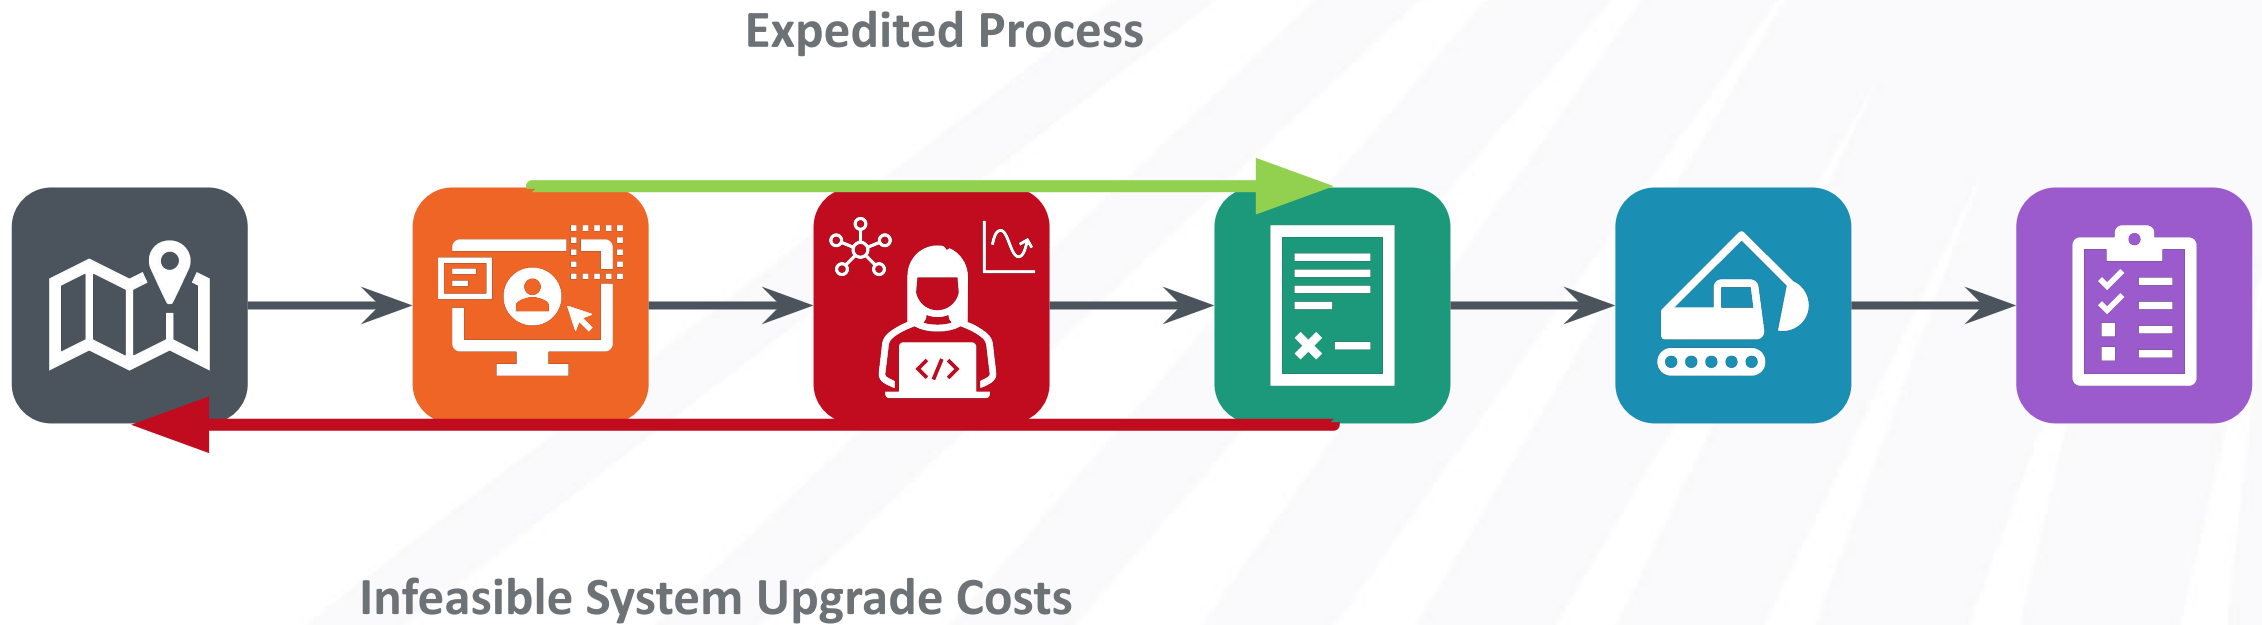 Expedited Process
</>
Infeasible System Upgrade Costs